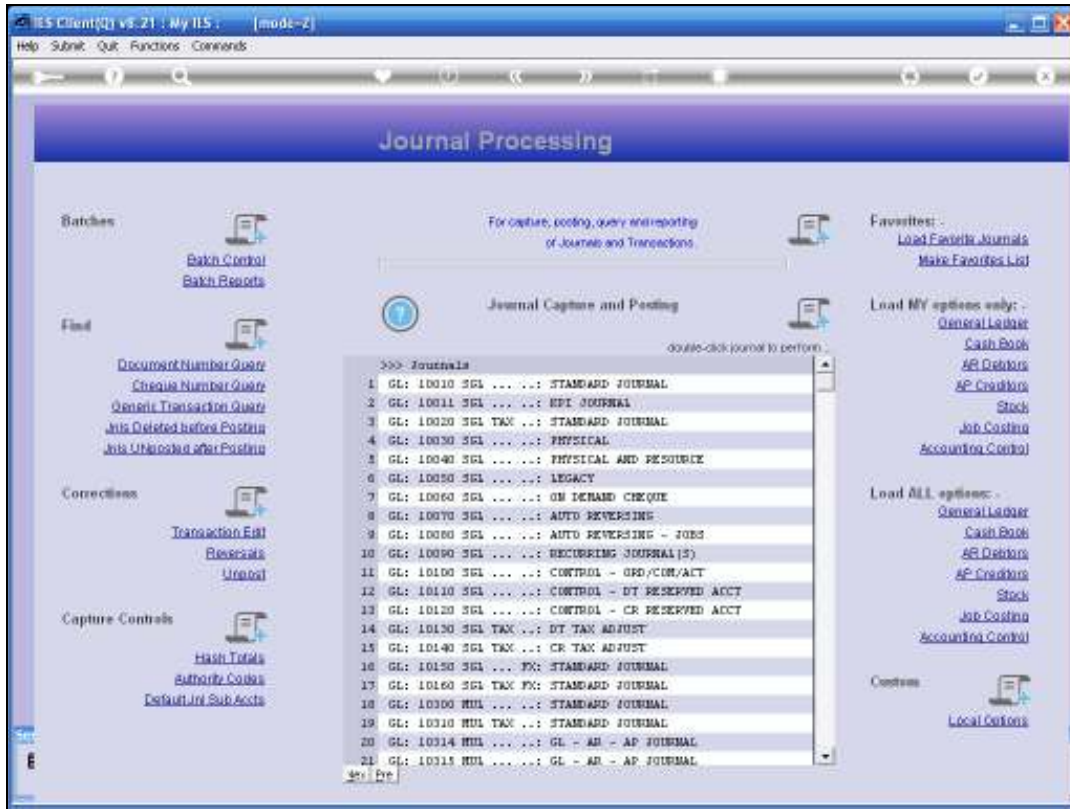 IES Client(Q) v8.21 : My IES : [mode-Z]
Help Submit Quit Functions Commands
Journal Processing
Batches
Batch Control
Batch Reports
Find
Document Number Query
Cheque Number Query
Generic Transaction Query
Jnls Deleted before Posting
Jnls UNposted after Posting
Corrections
Transaction Edit
Reversals
Unpost
Capture Controls
Hash Totals
Authority Codes
Default Jnl Sub Accts
For capture, posting, query and reporting
of Journals and Transactions.
Journal Capture and Posting
double-click journal to perform ..
>>> Journals
1 GL: 10010 SGL ... ..: STANDARD JOURNAL
2 GL: 10011 SGL ... ..: KPI JOURNAL
3 GL: 10020 SGL TAX ..: STANDARD JOURNAL
4 GL: 10030 SGL ... ..: PHYSICAL
5 GL: 10040 SGL ... ..: PHYSICAL AND RESOURCE
6 GL: 10050 SGL ... ..: LEGACY
7 GL: 10060 SGL ... ..: ON DEMAND CHEQUE
8 GL: 10070 SGL ... ..: AUTO REVERSING
9 GL: 10080 SGL ... ..: AUTO REVERSING - JOBS
10 GL: 10090 SGL ... ..: RECURRING JOURNAL(S)
11 GL: 10100 SGL ... ..: CONTROL - ORD/COM/ACT
12 GL: 10110 SGL ... ..: CONTROL - DT RESERVED ACCT
13 GL: 10120 SGL ... ..: CONTROL - CR RESERVED ACCT
14 GL: 10130 SGL TAX ..: DT TAX ADJUST
15 GL: 10140 SGL TAX ..: CR TAX ADJUST
16 GL: 10150 SGL ... FX: STANDARD JOURNAL
17 GL: 10160 SGL TAX FX: STANDARD JOURNAL
18 GL: 10300 MUL ... ..: STANDARD JOURNAL
19 GL: 10310 MUL TAX ..: STANDARD JOURNAL
20 GL: 10314 MUL ... ..: GL - AR - AP JOURNAL
21 GL: 10315 MUL ... ..: GL - AR - AP JOURNAL
Nex Pre
Favorites: .
Load Favorite Journals
Make Favorites List
Load MY options only: .
General Ledger
Cash Book
AR Debtors
AP Creditors
Stock
Job Costing
Accounting Control
Load ALL options: .
General Ledger
Cash Book
AR Debtors
AP Creditors
Stock
Job Costing
Accounting Control
Custom
Local Options